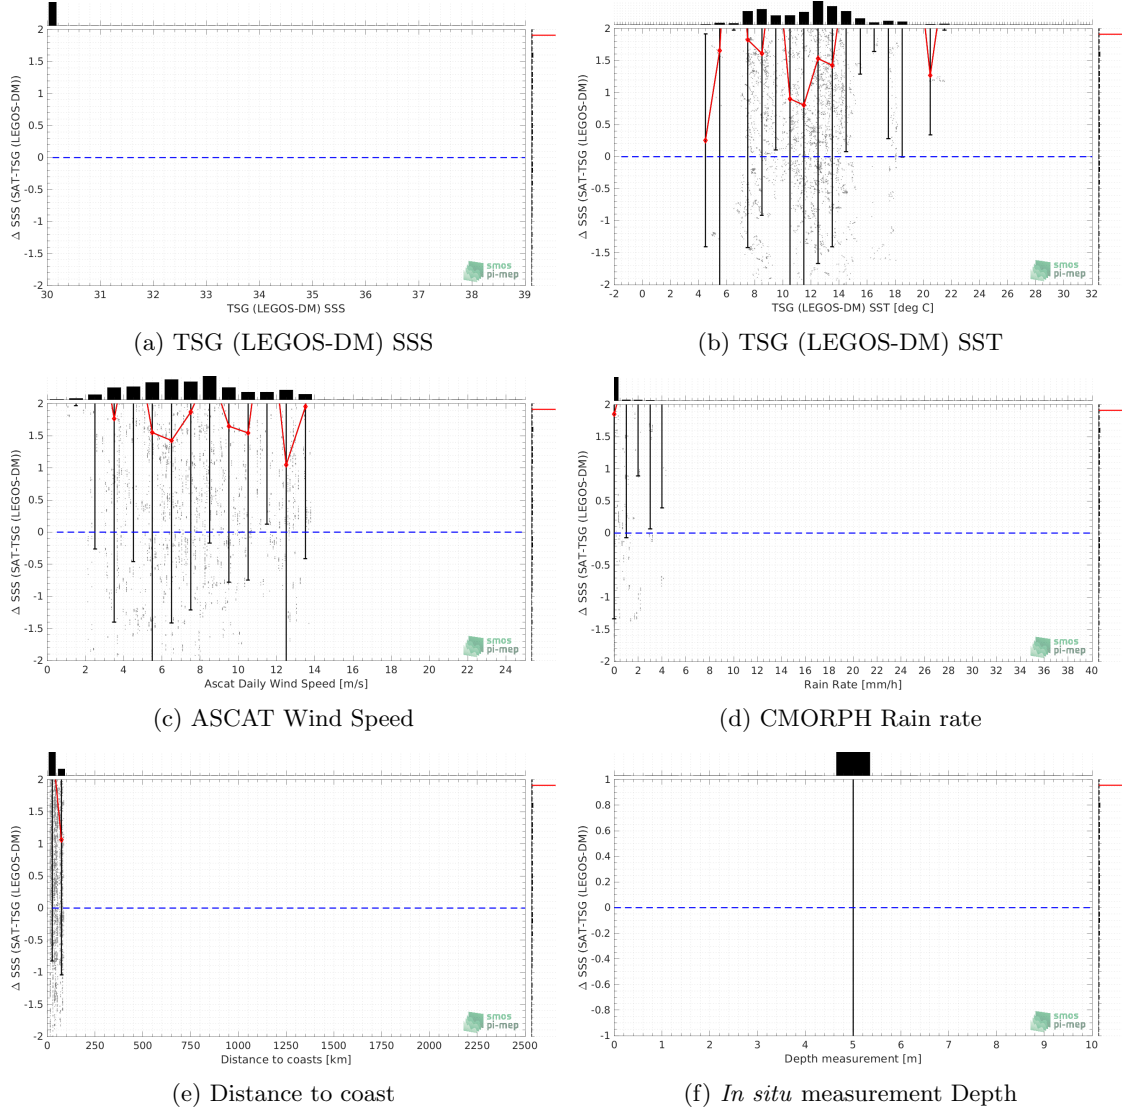 2
1.5
1
0.5
0
-0.5
-1
-1.5
-2
Δ SSS (SAT-TSG (LEGOS-DM))
30 31 32 33 34 35 36 37 38 39
TSG (LEGOS-DM) SSS
smos
pi-mep
(a) TSG (LEGOS-DM) SSS
2
1.5
1
0.5
0
-0.5
-1
-1.5
-2
Δ SSS (SAT-TSG (LEGOS-DM))
-2 0 2 4 6 8 10 12 14 16 18 20 22 24 26 28 30 32
TSG (LEGOS-DM) SST [deg C]
smos
pi-mep
(b) TSG (LEGOS-DM) SST
2
1.5
1
0.5
0
-0.5
-1
-1.5
-2
Δ SSS (SAT-TSG (LEGOS-DM))
0 2 4 6 8 10 12 14 16 18 20 22 24
Ascat Daily Wind Speed [m/s]
smos
pi-mep
(c) ASCAT Wind Speed
2
1.5
1
0.5
0
-0.5
-1
-1.5
-2
Δ SSS (SAT-TSG (LEGOS-DM))
0 2 4 6 8 10 12 14 16 18 20 22 24 26 28 30 32 34 36 38 40
Rain Rate [mm/h]
smos
pi-mep
(d) CMORPH Rain rate
2
1.5
1
0.5
0
-0.5
-1
-1.5
-2
Δ SSS (SAT-TSG (LEGOS-DM))
0 250 500 750 1000 1250 1500 1750 2000 2250 2500
Distance to coasts [km]
smos
pi-mep
(e) Distance to coast
1
0.8
0.6
0.4
0.2
0
-0.2
-0.4
-0.6
-0.8
-1
Δ SSS (SAT-TSG (LEGOS-DM))
0 1 2 3 4 5 6 7 8 9 10
Depth measurement [m]
smos
pi-mep
(f) In situ measurement Depth